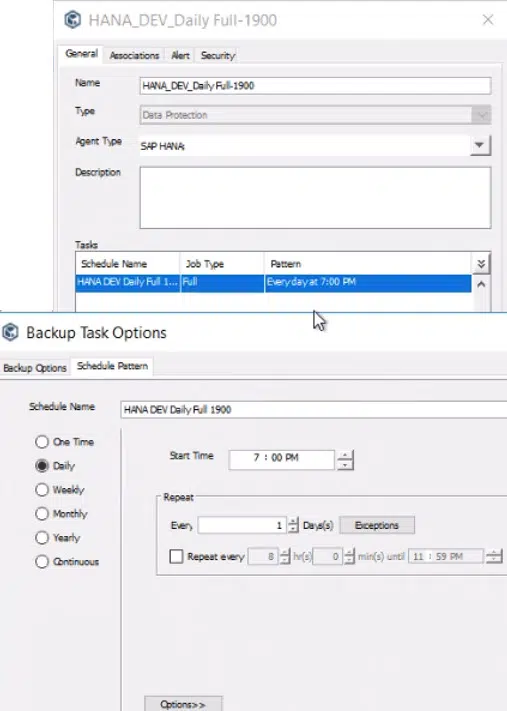 HANA_DEV_Daily Full-1900
General Associations Alert Security
Name HANA_DEV_Daily Full-1900
Type Data Protection
Agent Type SAP HANA;
Description
Tasks
Schedule Name Job Type Pattern
HANA DEV Daily Full 1... Full Every day at 7:00 PM
Backup Task Options
Backup Options Schedule Pattern
Schedule Name HANA DEV Daily Full 1900
One Time
Start Time 7 : 00 PM
Daily
Weekly
Repeat
Monthly
Every 1 Days(s) Exceptions
Yearly
Repeat every 8 hr(s) 0 min(s) until 11 : 59 PM
Continuous
Options>>